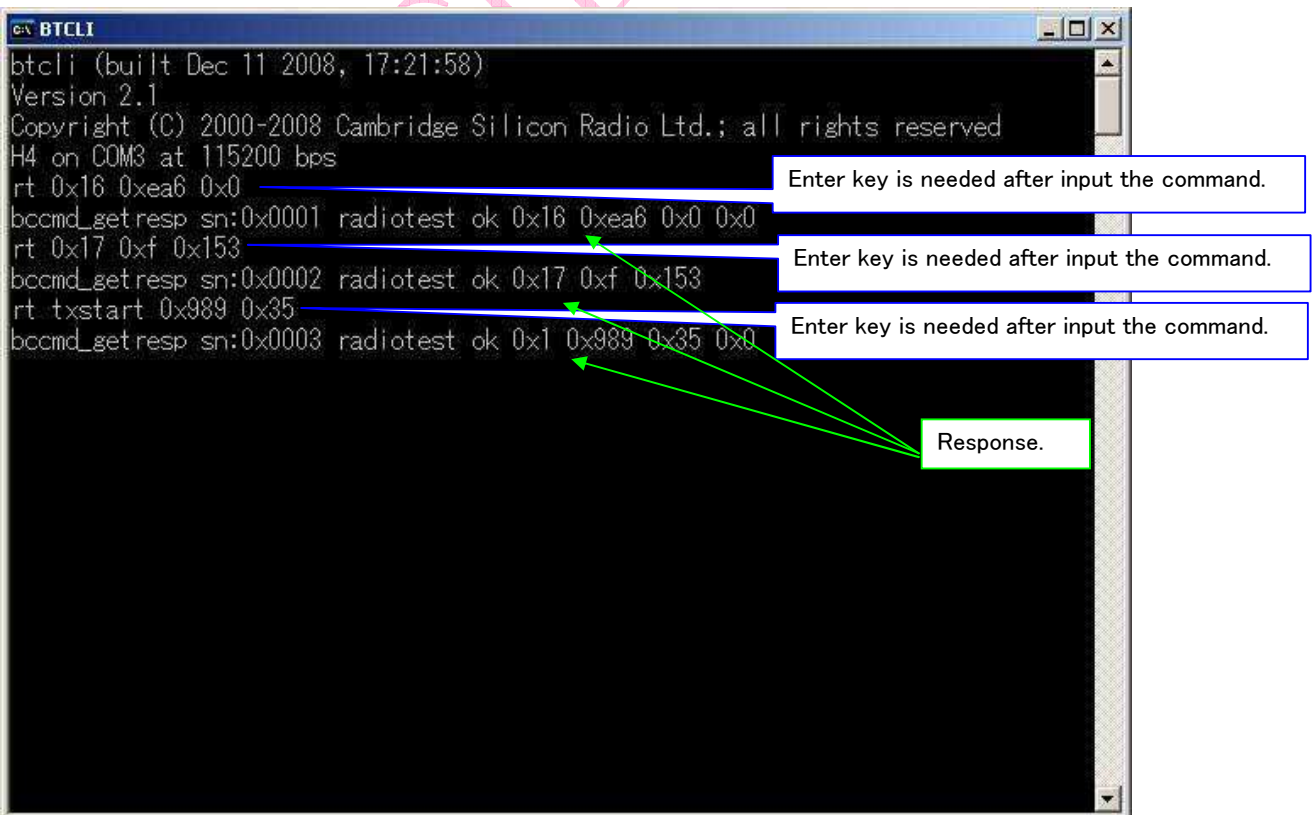 BTCLI
btcli (built Dec 11 2008, 17:21:58)
Version 2.1
Copyright (C) 2000-2008 Cambridge Silicon Radio Ltd.; all rights reserved
H4 on COM3 at 115200 bps
rt 0x16 0xea6 0x0
Enter key is needed after input the command.
bccmd_getresp sn:0x0001 radiotest ok 0x16 0xea6 0x0 0x0
rt 0x17 0xf 0x153
Enter key is needed after input the command.
bccmd_getresp sn:0x0002 radiotest ok 0x17 0xf 0x153
rt txstart 0x989 0x35
Enter key is needed after input the command.
bccmd_getresp sn:0x0003 radiotest ok 0x1 0x989 0x35 0x0
Response.